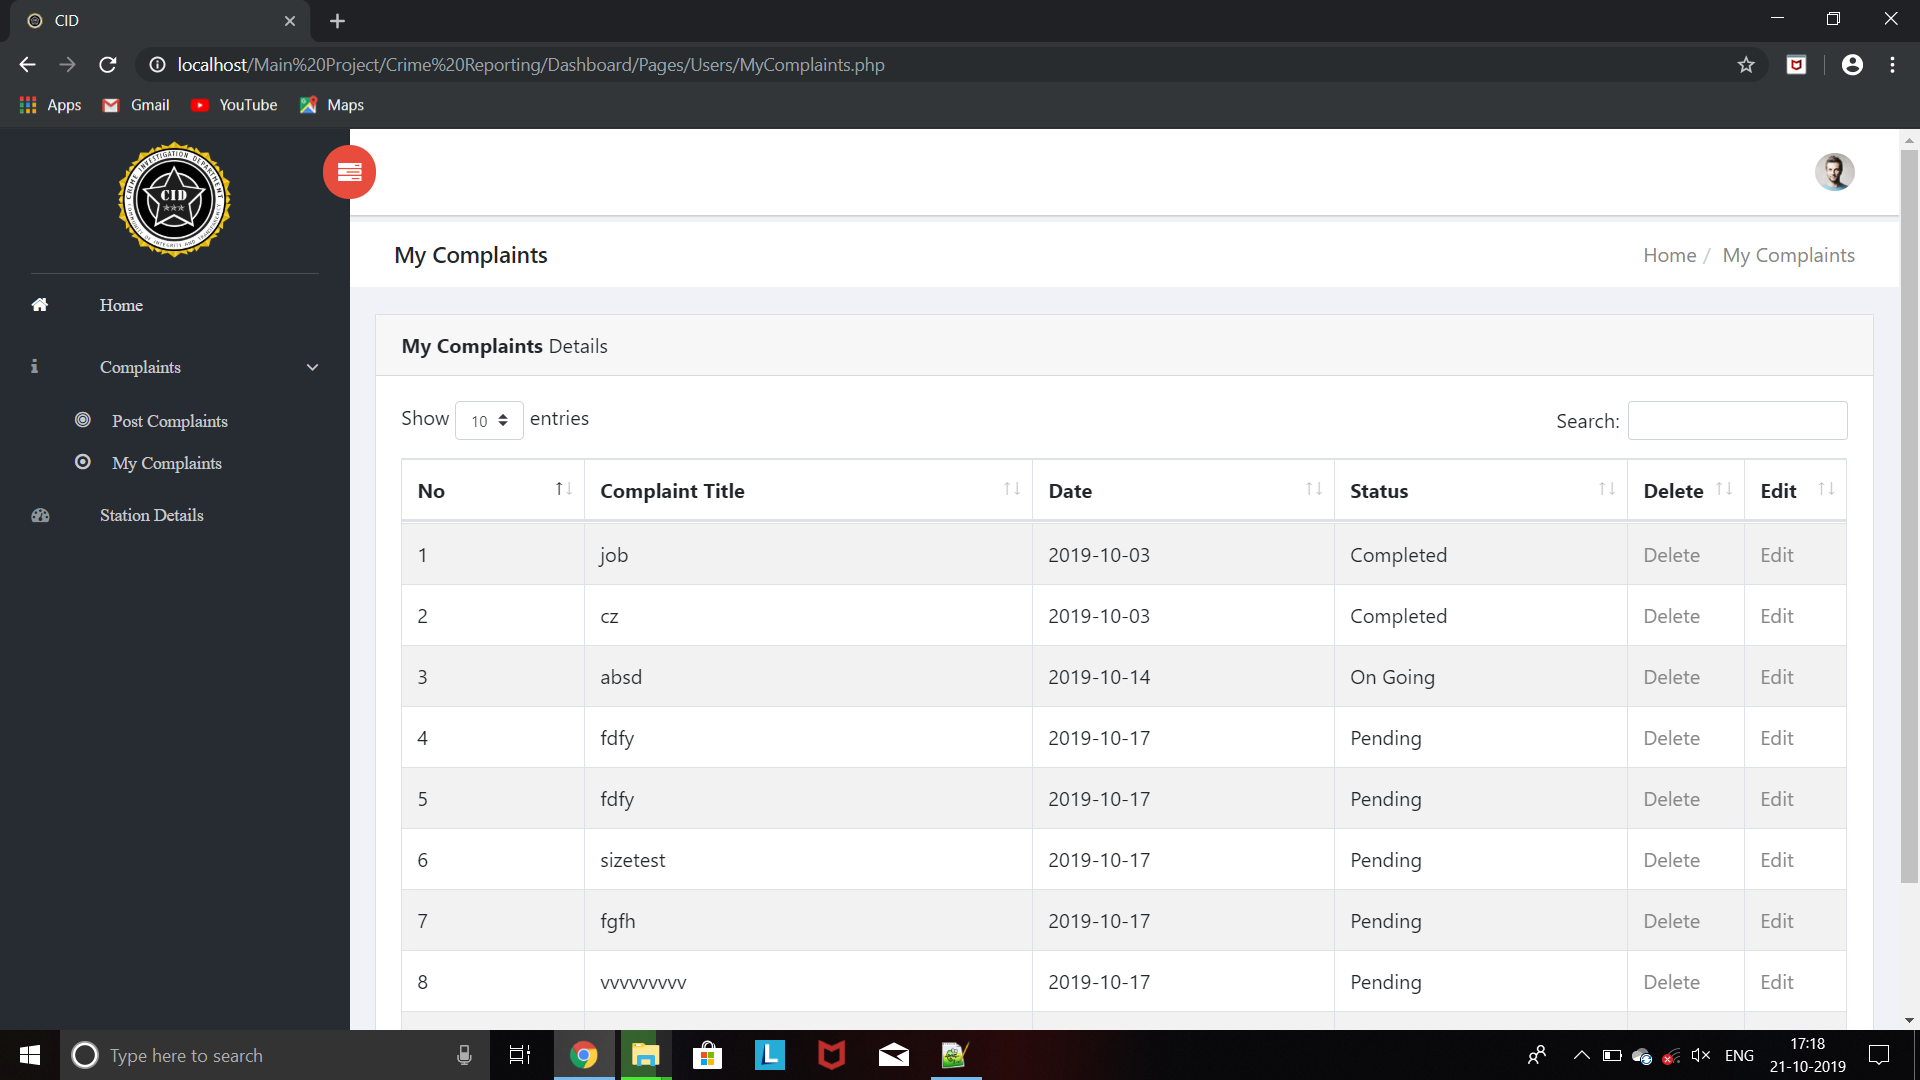 CID
localhost/Main%20Project/Crime%20Reporting/Dashboard/Pages/Users/MyComplaints.php
Apps Gmail YouTube Maps
CRIME INVESTIGATION DEPARTMENT
CID
Home
Complaints
Post Complaints
My Complaints
Station Details
My Complaints
Home / My Complaints
My Complaints Details
Show 10 entries
Search:
No Complaint Title Date Status Delete Edit
1 job 2019-10-03 Completed Delete Edit
2 cz 2019-10-03 Completed Delete Edit
3 absd 2019-10-14 On Going Delete Edit
4 fdfy 2019-10-17 Pending Delete Edit
5 fdfy 2019-10-17 Pending Delete Edit
6 sizetest 2019-10-17 Pending Delete Edit
7 fgfh 2019-10-17 Pending Delete Edit
8 vvvvvvvvv 2019-10-17 Pending Delete Edit
Type here to search
L
ENG
17:18
21-10-2019